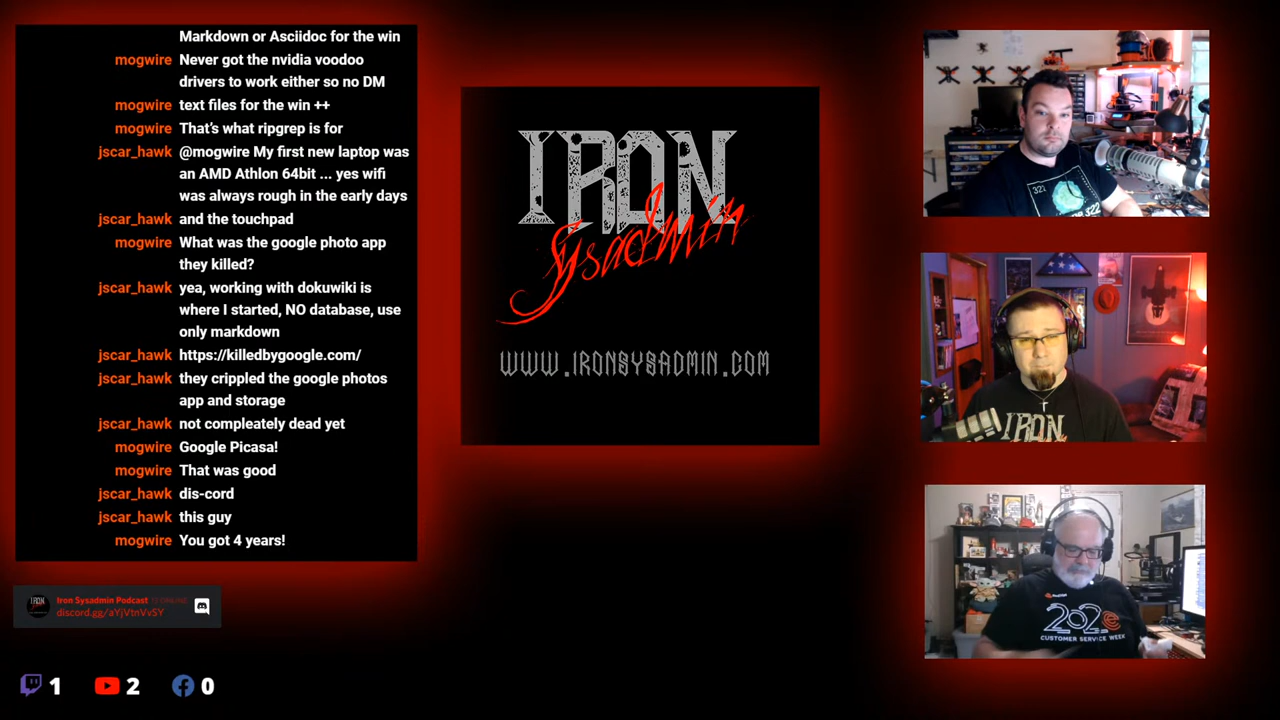 Markdown or Asciidoc for the win
mogwire Never got the nvidia voodoo
drivers to work either so no DM
mogwire text files for the win ++
mogwire That's what ripgrep is for
jscar_hawk @mogwire My first new laptop was
an AMD Athlon 64bit ... yes wifi
was always rough in the early days
jscar_hawk and the touchpad
mogwire What was the google photo app
they killed?
jscar_hawk yea, working with dokuwiki is
where I started, NO database, use
only markdown
jscar_hawk https://killedbygoogle.com/
jscar_hawk they crippled the google photos
app and storage
jscar_hawk not compleately dead yet
mogwire Google Picasa!
mogwire That was good
jscar_hawk dis-cord
jscar_hawk this guy
mogwire You got 4 years!
Iron Sysadmin Podcast
discord.gg/aYjVtnVvSY
1 2 0
IRON
Sysadmin
WWW.IRONSYSADMIN.COM
321
322
IRON
202e
CUSTOMER SERVICE WEEK